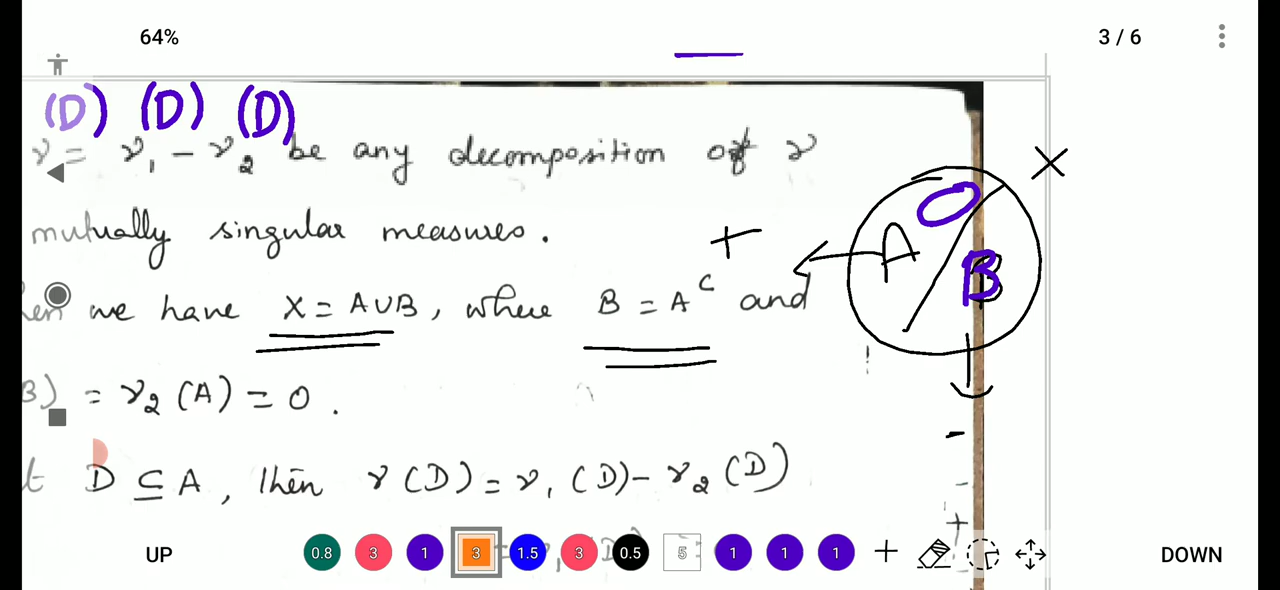 64%
3 / 6
(D) (D) (D)
ν = ν₁ - ν₂ be any decomposition of ν
X
mutually singular measures.
+
A
B
we have X = A∪B, where B = Aᶜ and
B) = ν₂(A) = 0.
-
D ⊆ A, then ν(D) = ν₁(D) - ν₂(D)
+
UP
0.8 3 1 3 1.5 3 0.5 5 1 1 1 +
DOWN